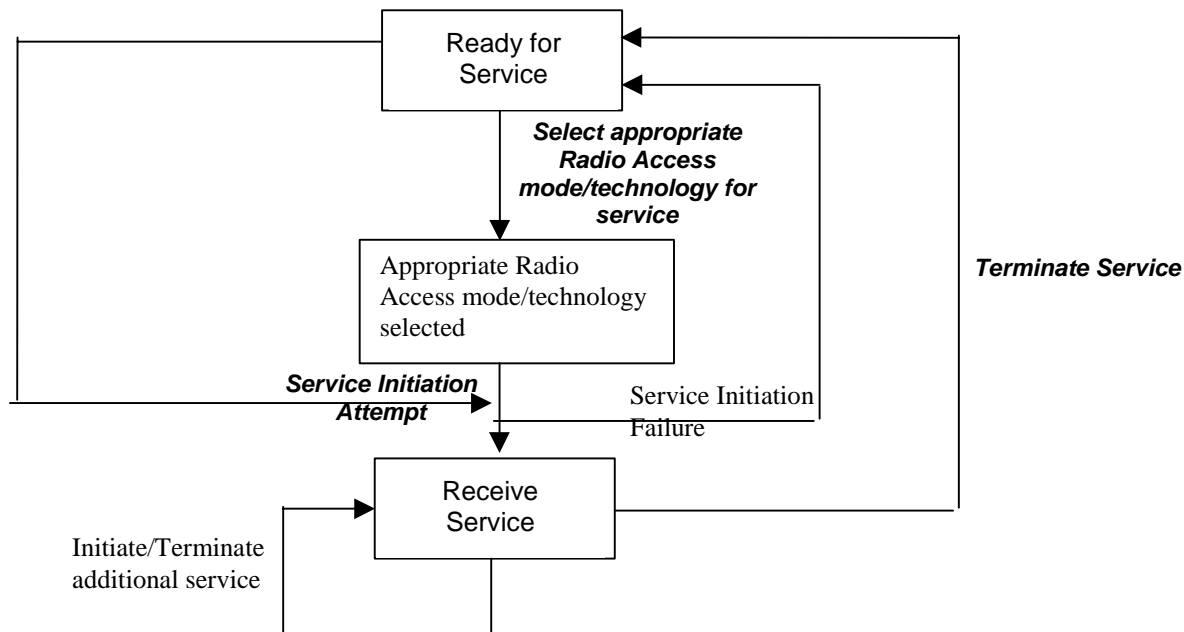 Ready for
Service
Select appropriate
Radio Access
mode/technology for
service
Appropriate Radio
Access mode/technology
selected
Terminate Service
Service Initiation
Attempt
Service Initiation
Failure
Receive
Service
Initiate/Terminate
additional service